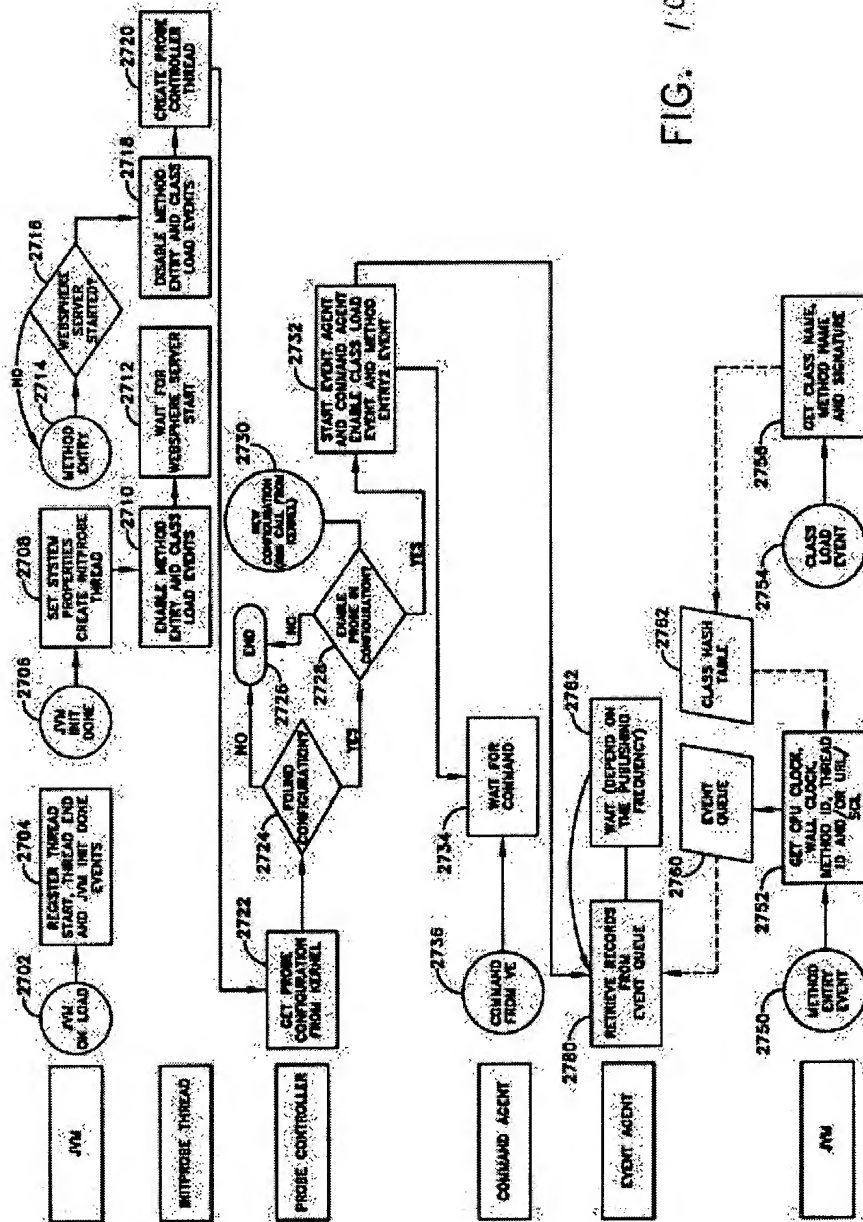 JVM
2702
JVM
ON LOAD
2704
REGISTER THREAD
START, THREAD END
AND JVM INIT DONE
EVENTS
2706
JVM
INIT
DONE
2708
SET SYSTEM
PROPERTIES
CREATE INITPROBE
THREAD
2714
METHOD
ENTRY
NO
2716
WEBSPHERE
SERVER
STARTED?
INITPROBE THREAD
2710
ENABLE METHOD
ENTRY AND CLASS
LOAD EVENTS
2712
WAIT FOR
WEBSPHERE SERVER
START
2718
DISABLE METHOD
ENTRY AND CLASS
LOAD EVENTS
2720
CREATE PROBE
CONTROLLER
THREAD
PROBE CONTROLLER
2722
GET PROBE
CONFIGURATION
FROM KERNEL
2724
FOUND
CONFIGURATION?
NO
YES
2726
END
NO
2728
ENABLE
PROBE IN
CONFIGURATION?
YES
2730
NEW
CONFIGURATION
FROM
KERNEL)
2732
START EVENT AGENT
AND COMMAND AGENT
ENABLE CLASS LOAD
EVENT AND METHOD
ENTRY2 EVENT
COMMAND AGENT
2736
COMMAND
FROM VE
2734
WAIT FOR
COMMAND
EVENT AGENT
2780
RETRIEVE RECORDS
FROM
EVENT QUEUE
2782
WAIT (DEPEND ON
THE PUBLISHING
FREQUENCY)
2760
EVENT
QUEUE
2762
CLASS HASH
TABLE
JVM
2750
METHOD
ENTRY
EVENT
2752
GET CPU CLOCK,
WALL CLOCK,
METHOD ID, THREAD
ID AND/OR URL/
SQL
2754
CLASS
LOAD
EVENT
2756
GET CLASS NAME,
METHOD NAME
AND SIGNATURE
FIG.